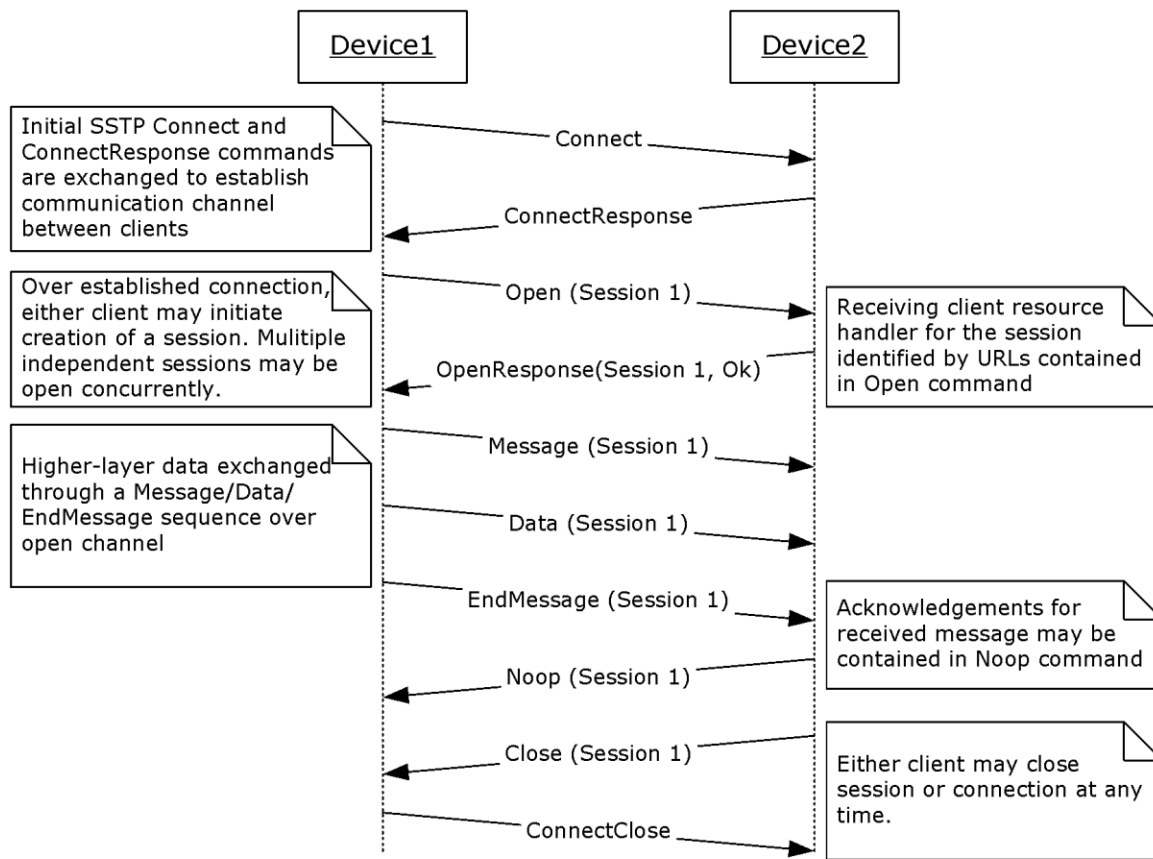 Device1
Device2
Initial SSTP Connect and
ConnectResponse commands
are exchanged to establish
communication channel
between clients
Connect
ConnectResponse
Over established connection,
either client may initiate
creation of a session. Mulitiple
independent sessions may be
open concurrently.
Open (Session 1)
Receiving client resource
handler for the session
identified by URLs contained
in Open command
OpenResponse(Session 1, Ok)
Higher-layer data exchanged
through a Message/Data/
EndMessage sequence over
open channel
Message (Session 1)
Data (Session 1)
EndMessage (Session 1)
Acknowledgements for
received message may be
contained in Noop command
Noop (Session 1)
Close (Session 1)
Either client may close
session or connection at any
time.
ConnectClose